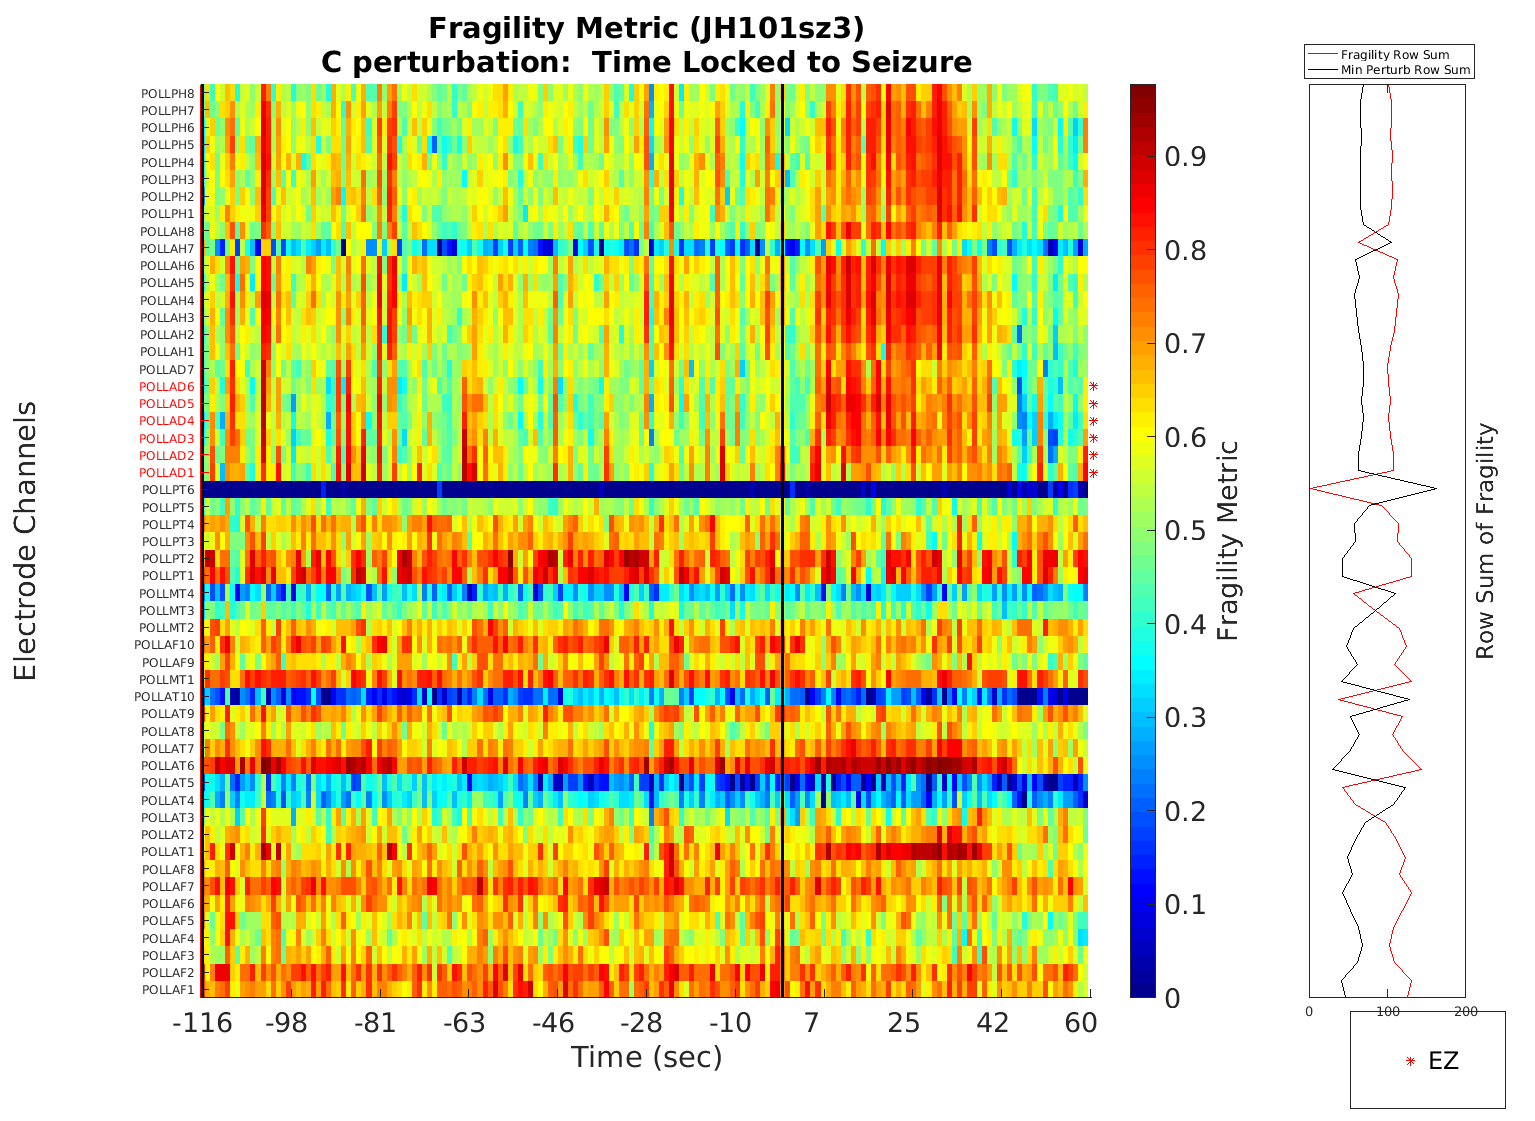 Fragility Metric (JH101sz3)
C perturbation:  Time Locked to Seizure
Fragility Row Sum
Min Perturb Row Sum
Electrode Channels
POLLPH8
POLLPH7
POLLPH6
POLLPH5
POLLPH4
POLLPH3
POLLPH2
POLLPH1
POLLAH8
POLLAH7
POLLAH6
POLLAH5
POLLAH4
POLLAH3
POLLAH2
POLLAH1
POLLAD7
POLLAD6
POLLAD5
POLLAD4
POLLAD3
POLLAD2
POLLAD1
POLLPT6
POLLPT5
POLLPT4
POLLPT3
POLLPT2
POLLPT1
POLLMT4
POLLMT3
POLLMT2
POLLAF10
POLLAF9
POLLMT1
POLLAT10
POLLAT9
POLLAT8
POLLAT7
POLLAT6
POLLAT5
POLLAT4
POLLAT3
POLLAT2
POLLAT1
POLLAF8
POLLAF7
POLLAF6
POLLAF5
POLLAF4
POLLAF3
POLLAF2
POLLAF1
-116 -98 -81 -63 -46 -28 -10 7 25 42 60
Time (sec)
0.9
0.8
0.7
0.6
0.5
0.4
0.3
0.2
0.1
0
Fragility Metric
Row Sum of Fragility
0 100 200
EZ